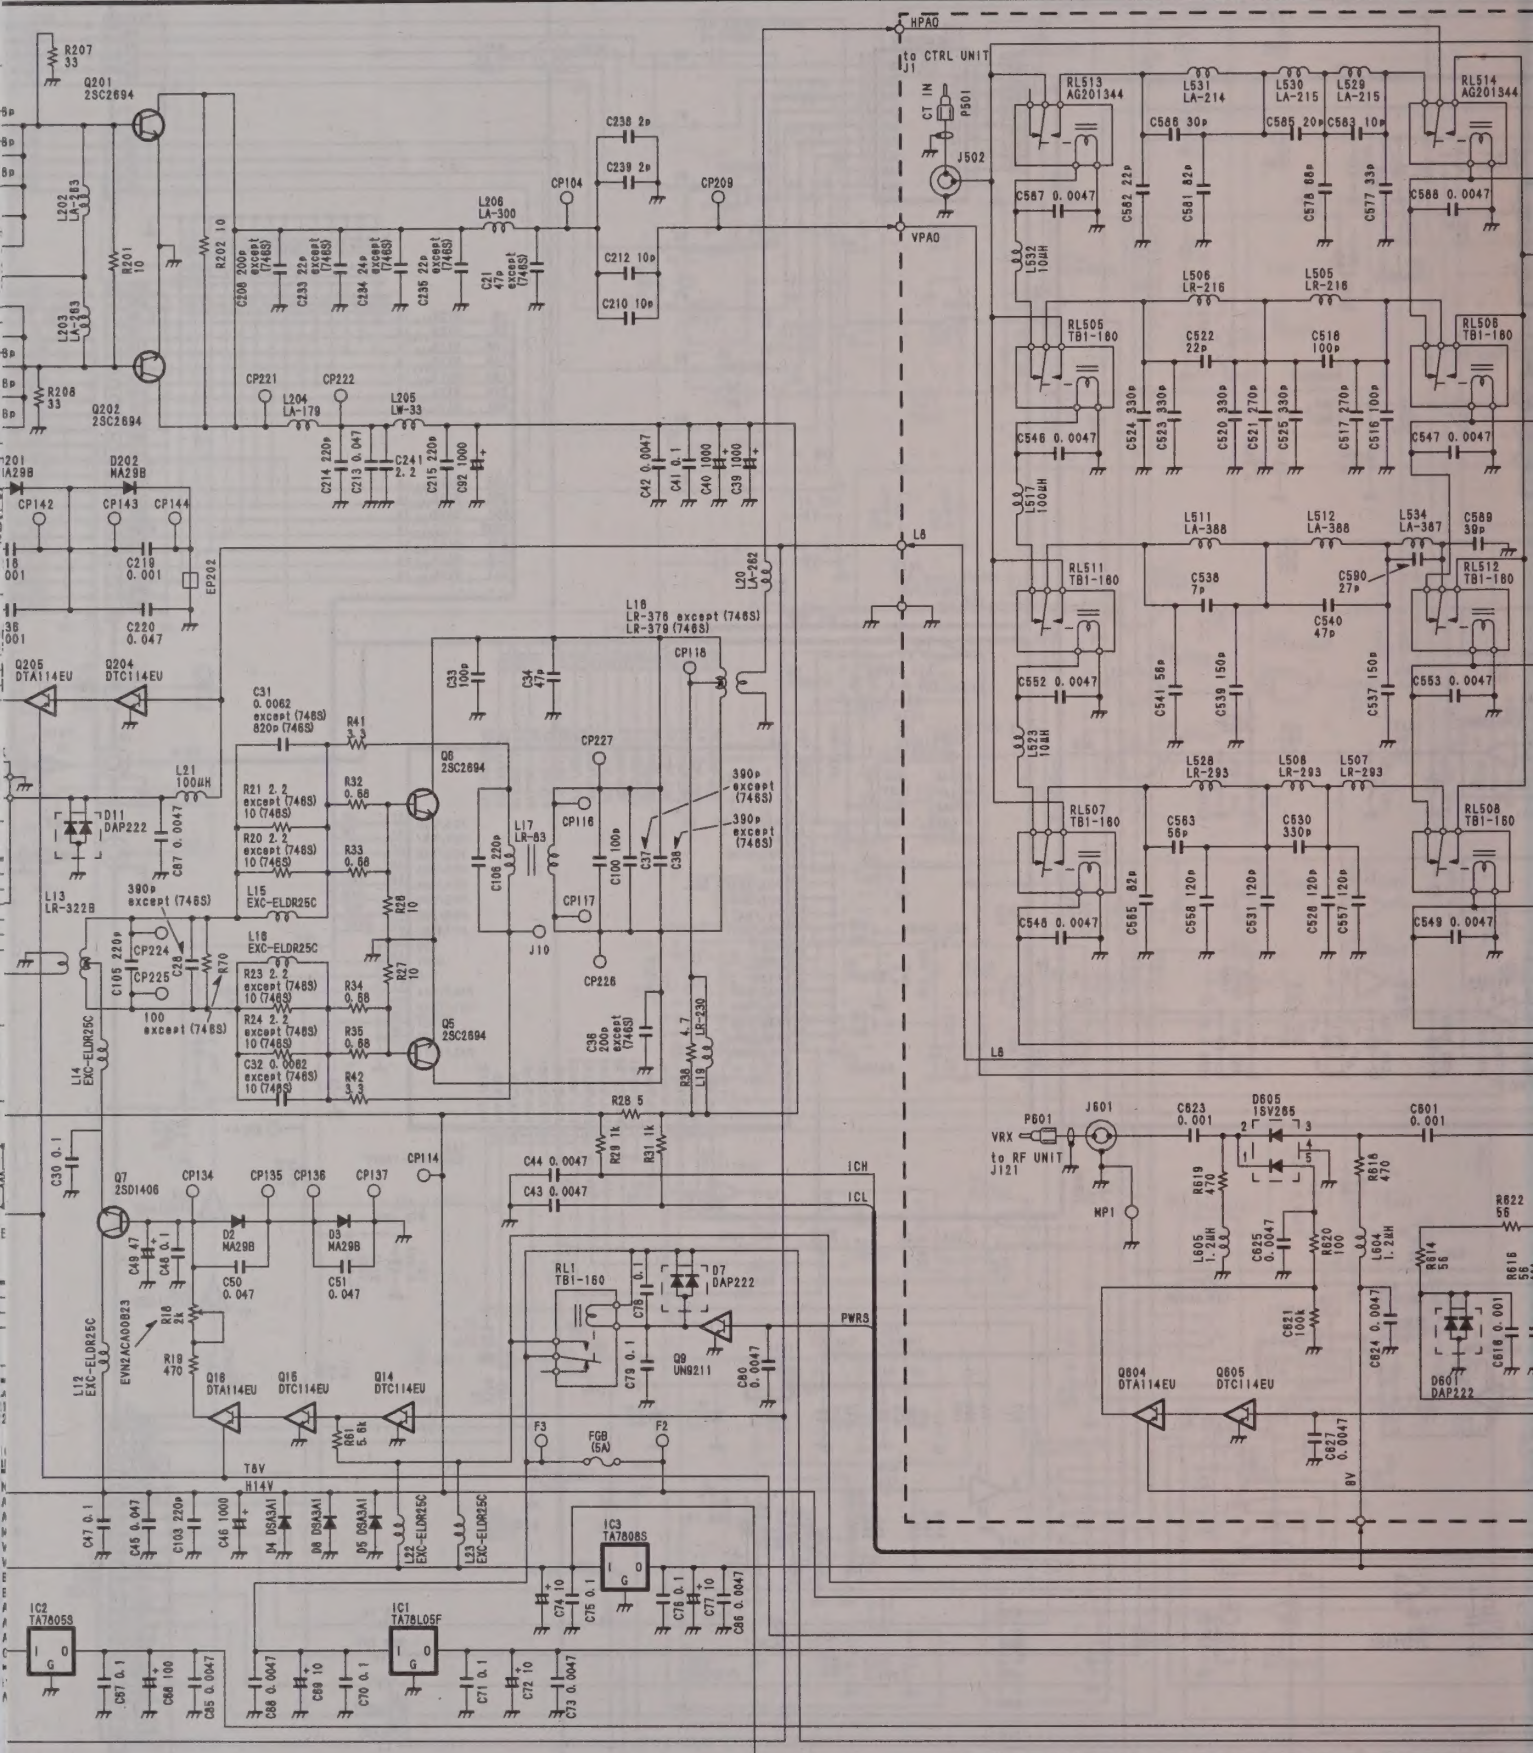 HPAO
to CTRL UNIT
J1
R207
33
Q201
2SC2694
CT IN
P501
J502
RL513
AG201344
L531
LA-214
L530
LA-215
L529
LA-215
RL514
AG201344
C586 30p
C585 20p
C583 10p
C582 22p
C581 82p
C578 68p
C577 33p
C587 0.0047
C588 0.0047
C238 2p
C239 2p
CP104
CP209
L202
LA-263
L203
LA-263
R201
10
R202 10
L206
LA-300
C208 200p
except
(746S)
C233 22p
except
(746S)
C234 24p
except
(746S)
C235 22p
except
(746S)
C21
47p
except
(746S)
C212 10p
C210 10p
VPAO
L532
10μH
L506
LR-216
L505
LR-216
RL505
TB1-160
C522
22p
C518
100p
RL506
TB1-160
C524 330p
C523 330p
C520 330p
C521 270p
C525 330p
C517 270p
C516 100p
C546 0.0047
C547 0.0047
R208
33
Q202
2SC2694
CP221
CP222
L204
LA-179
L205
LW-33
C214 220p
C213 0.047
C241
2.2
C215 220p
C92 1000
C42 0.0047
C41 0.1
C40 1000
C39 1000
D202
MA29B
CP142
CP143
CP144
C219
0.001
C220
0.047
EP202
L517
100μH
L511
LA-388
L512
LA-388
L534
LA-387
C589
39p
L8
L20
LA-262
RL511
TB1-160
C538
7p
C590
27p
RL512
TB1-160
C540
47p
C541 56p
C539 150p
C537 150p
C552 0.0047
C553 0.0047
L18
LR-378 except (746S)
LR-379 (746S)
CP118
Q205
DTA114EU
Q204
DTC114EU
C31
0.0062
except (746S)
820p (746S)
R41
3.3
C33
100p
C34
47p
L523
10μH
L21
100μH
D11
DAP222
C87 0.0047
R21 2.2
except (746S)
10 (746S)
R20 2.2
except (746S)
10 (746S)
R32
0.68
R33
0.68
Q6
2SC2694
CP227
CP116
L17
LR-83
C106 220p
C100 100p
C37
C38
390p
except
(746S)
390p
except
(746S)
L528
LR-293
L508
LR-293
L507
LR-293
RL507
TB1-160
C563
56p
C530
330p
RL508
TB1-160
C565 82p
C558 120p
C531 120p
C528 120p
C557 120p
C548 0.0047
C549 0.0047
L13
LR-322B
390p
except (746S)
L15
EXC-ELDR25C
L16
EXC-ELDR25C
R26
10
R27
10
CP117
J10
CP226
C105 220p
CP224
CP225
C28
R70
100
except (746S)
R23 2.2
except (746S)
10 (746S)
R24 2.2
except (746S)
10 (746S)
C32 0.0062
except (746S)
10 (746S)
R34
0.68
R35
0.68
R42
3.3
Q5
2SC2694
C36
200p
except
(746S)
R38 4.7
L19 LR-230
L14
EXC-ELDR25C
L8
R28 5
R29 1k
R31 1k
C44 0.0047
C43 0.0047
ICH
ICL
VRX
P601
to RF UNIT
J121
J601
MP1
C623
0.001
D605
1SV265
2
3
4
1
5
C601
0.001
R619
470
R618
470
L605
1.2μH
C625
0.0047
R620
100
L604
1.2μH
R622
56
R614
56
R616
56
C30 0.1
Q7
2SD1406
CP134
CP135
CP136
CP137
CP114
D2
MA29B
D3
MA29B
C49 47
C48 0.1
C50
0.047
C51
0.047
R18
2k
EVN2ACA00B23
L12
EXC-ELDR25C
R19
470
RL1
TB1-160
C78 0.1
D7
DAP222
PWRS
C79 0.1
Q9
UN9211
C80
0.0047
C621
100k
C624 0.0047
D601
DAP222
C618 0.001
Q604
DTA114EU
Q605
DTC114EU
C627
0.0047
8V
Q16
DTA114EU
Q15
DTC114EU
Q14
DTC114EU
R61
5.6k
F3
FGB
(5A)
F2
T8V
H14V
C47 0.1
C45 0.047
C103 220p
C46 1000
D4 DSA3A1
D8 DSA3A1
D5 DSA3A1
L22
EXC-ELDR25C
L23
EXC-ELDR25C
IC3
TA7808S
I
O
G
C74 10
C75 0.1
C76 0.1
C77 10
C86 0.0047
IC2
TA7805S
I
O
G
IC1
TA78L05F
I
O
G
C67 0.1
C68 100
C85 0.0047
C88 0.0047
C69 10
C70 0.1
C71 0.1
C72 10
C73 0.0047